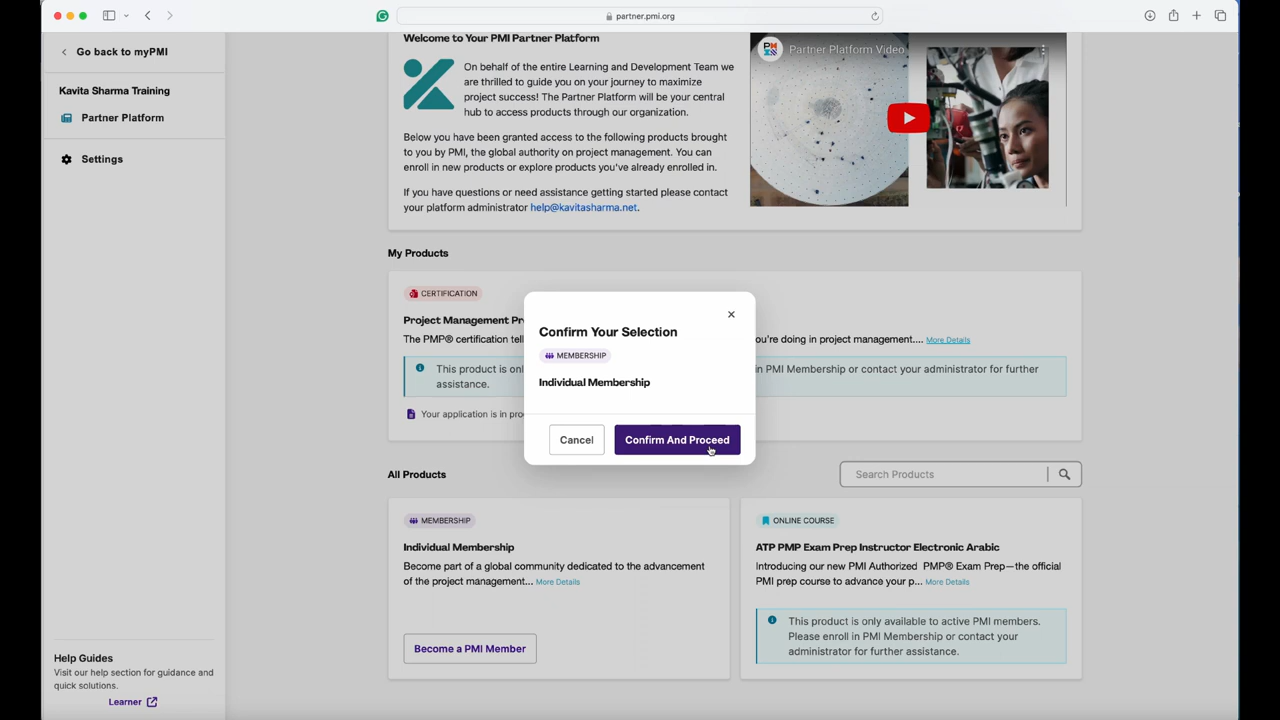 partner.pmi.org
Go back to myPMI
Kavita Sharma Training
Partner Platform
Settings
Welcome to Your PMI Partner Platform
On behalf of the entire Learning and Development Team we
are thrilled to guide you on your journey to maximize
project success! The Partner Platform will be your central
hub to access products through our organization.
Below you have been granted access to the following products brought
to you by PMI, the global authority on project management. You can
enroll in new products or explore products you've already enrolled in.
If you have questions or need assistance getting started please contact
your platform administrator help@kavitasharma.net.
Partner Platform Video
My Products
CERTIFICATION
Project Management Pr
The PMP® certification tell
ou're doing in project management.... More Details
This product is onl
in PMI Membership or contact your administrator for further
assistance.
Your application is in pro
Confirm Your Selection
MEMBERSHIP
Individual Membership
Cancel
Confirm And Proceed
All Products
Search Products
MEMBERSHIP
Individual Membership
Become part of a global community dedicated to the advancement
of the project management... More Details
Become a PMI Member
ONLINE COURSE
ATP PMP Exam Prep Instructor Electronic Arabic
Introducing our new PMI Authorized PMP® Exam Prep—the official
PMI prep course to advance your p... More Details
This product is only available to active PMI members.
Please enroll in PMI Membership or contact your
administrator for further assistance.
Help Guides
Visit our help section for guidance and
quick solutions.
Learner